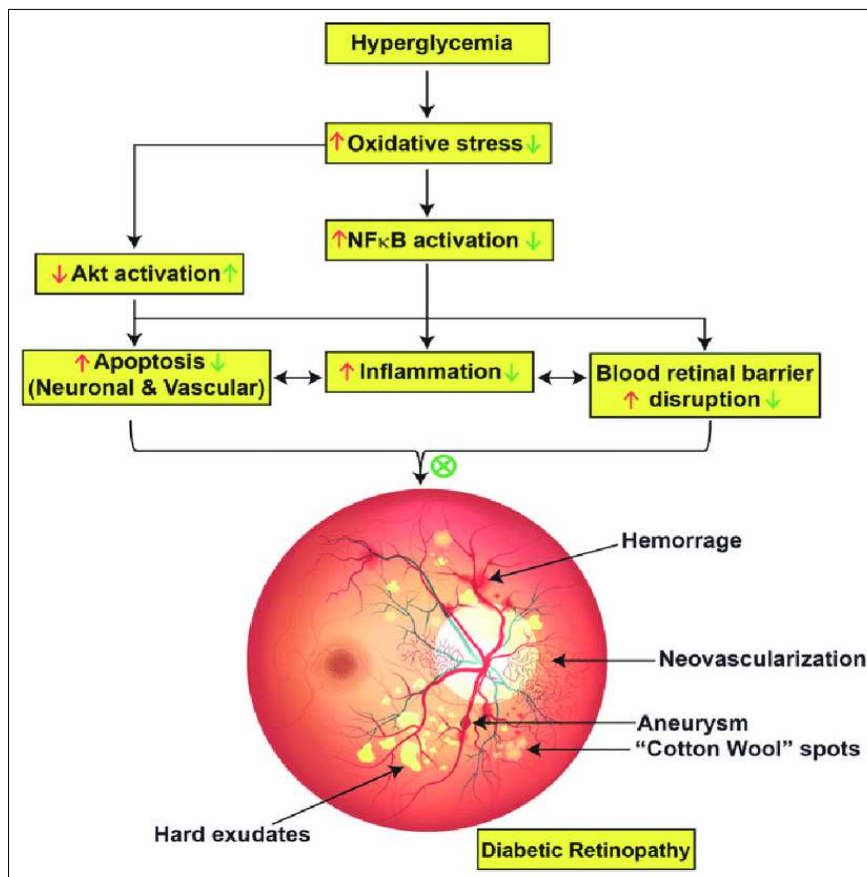 Hyperglycemia
↑Oxidative stress↓
↑NFκB activation ↓
↓ Akt activation↑
↑ Apoptosis ↓
(Neuronal & Vascular)
↑ Inflammation ↓
Blood retinal barrier
↑ disruption ↓
Hemorrage
Neovascularization
Aneurysm
“Cotton Wool” spots
Hard exudates
Diabetic Retinopathy